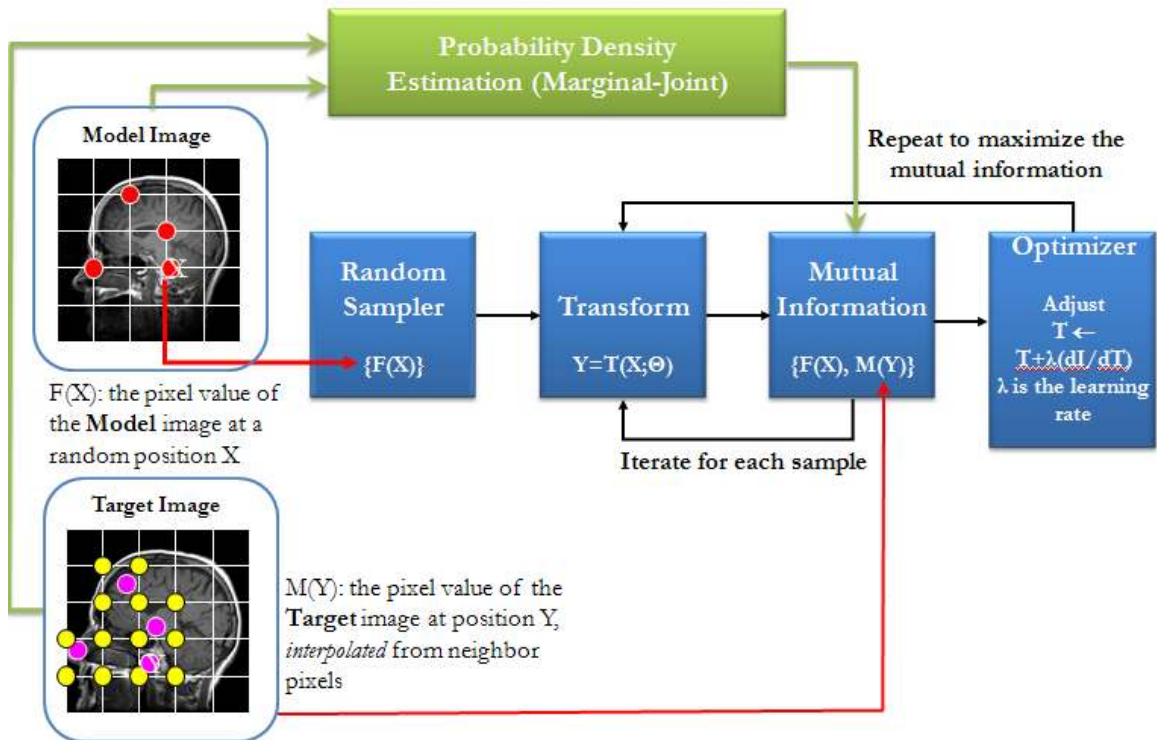 Probability Density
Estimation (Marginal-Joint)
Model Image
X
Repeat to maximize the
mutual information
Random
Sampler
{F(X)}
Transform
Y=T(X;Θ)
Mutual
Information
{F(X), M(Y)}
Optimizer
Adjust
T ←
T+λ(dI/dT)
λ is the learning
rate
F(X): the pixel value of
the Model image at a
random position X
Iterate for each sample
Target Image
M(Y): the pixel value of the
Target image at position Y,
interpolated from neighbor
pixels